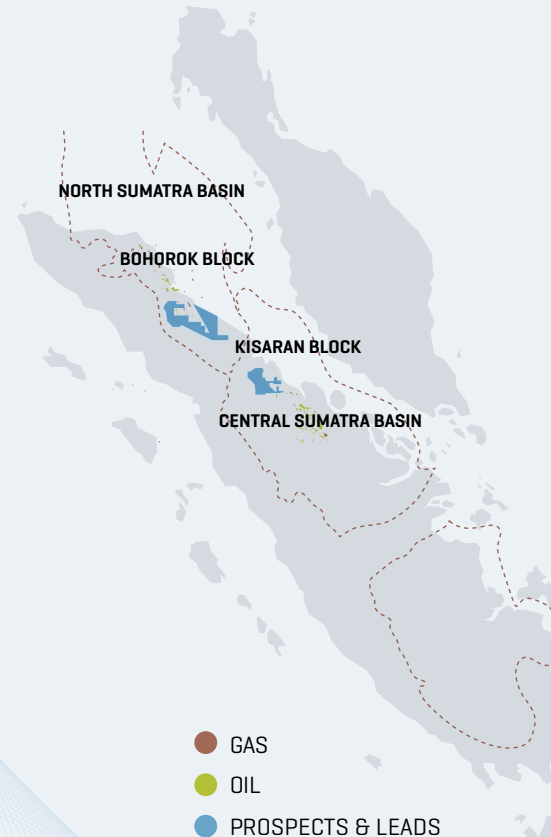 NORTH SUMATRA BASIN
BOHOROK BLOCK
KISARAN BLOCK
CENTRAL SUMATRA BASIN
GAS
OIL
PROSPECTS & LEADS